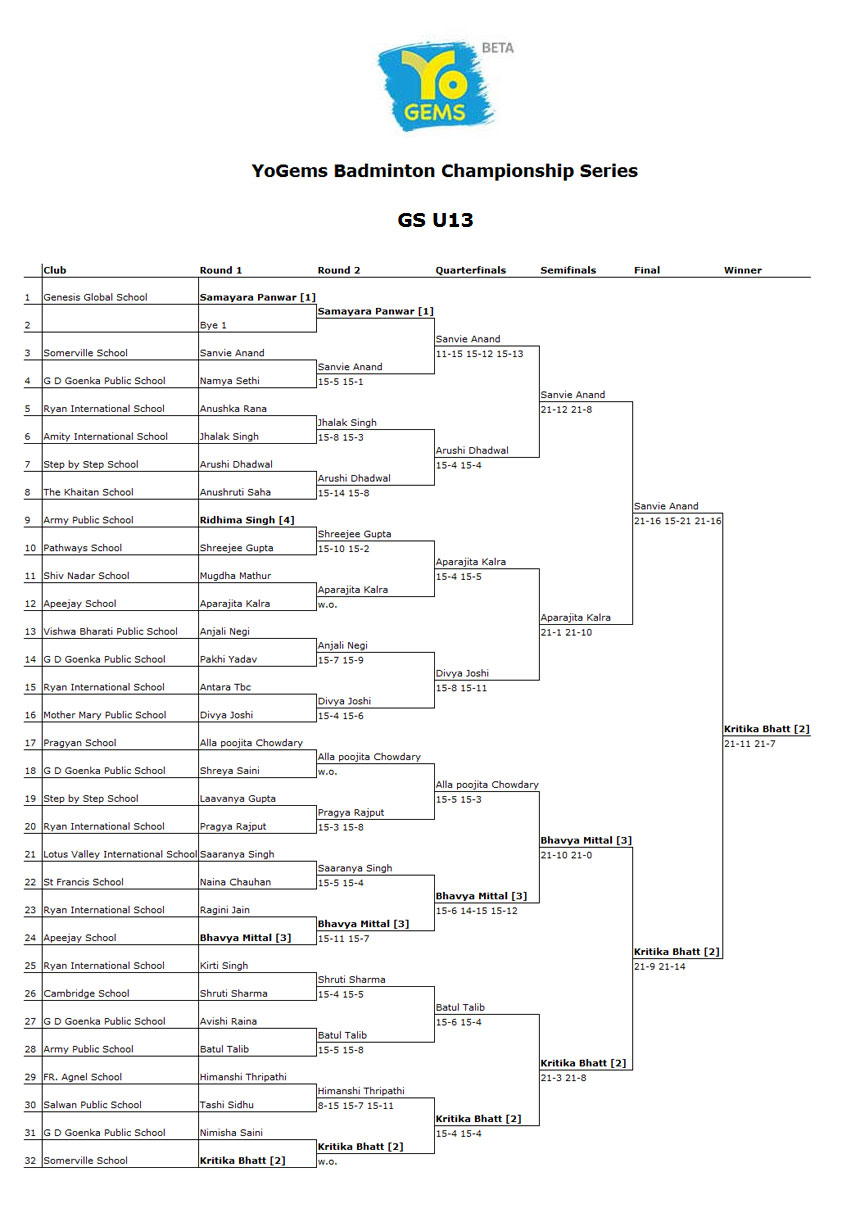 BETA
Yo
GEMS
YoGems Badminton Championship Series
GS U13
Club Round 1 Round 2 Quarterfinals Semifinals Final Winner
1 Genesis Global School Samayara Panwar [1]
Samayara Panwar [1]
2 Bye 1
Sanvie Anand
3 Somerville School Sanvie Anand 11-15 15-12 15-13
Sanvie Anand
4 G D Goenka Public School Namya Sethi 15-5 15-1
Sanvie Anand
5 Ryan International School Anushka Rana 21-12 21-8
Jhalak Singh
6 Amity International School Jhalak Singh 15-8 15-3
Arushi Dhadwal
7 Step by Step School Arushi Dhadwal 15-4 15-4
Arushi Dhadwal
8 The Khaitan School Anushruti Saha 15-14 15-8
Sanvie Anand
9 Army Public School Ridhima Singh [4] 21-16 15-21 21-16
Shreejee Gupta
10 Pathways School Shreejee Gupta 15-10 15-2
Aparajita Kalra
11 Shiv Nadar School Mugdha Mathur 15-4 15-5
Aparajita Kalra
12 Apeejay School Aparajita Kalra w.o.
Aparajita Kalra
13 Vishwa Bharati Public School Anjali Negi 21-1 21-10
Anjali Negi
14 G D Goenka Public School Pakhi Yadav 15-7 15-9
Divya Joshi
15 Ryan International School Antara Tbc 15-8 15-11
Divya Joshi
16 Mother Mary Public School Divya Joshi 15-4 15-6
Kritika Bhatt [2]
17 Pragyan School Alla poojita Chowdary 21-11 21-7
Alla poojita Chowdary
18 G D Goenka Public School Shreya Saini w.o.
Alla poojita Chowdary
19 Step by Step School Laavanya Gupta 15-5 15-3
Pragya Rajput
20 Ryan International School Pragya Rajput 15-3 15-8
Bhavya Mittal [3]
21 Lotus Valley International School Saaranya Singh 21-10 21-0
Saaranya Singh
22 St Francis School Naina Chauhan 15-5 15-4
Bhavya Mittal [3]
23 Ryan International School Ragini Jain 15-6 14-15 15-12
Bhavya Mittal [3]
24 Apeejay School Bhavya Mittal [3] 15-11 15-7
Kritika Bhatt [2]
25 Ryan International School Kirti Singh 21-9 21-14
Shruti Sharma
26 Cambridge School Shruti Sharma 15-4 15-5
Batul Talib
27 G D Goenka Public School Avishi Raina 15-6 15-4
Batul Talib
28 Army Public School Batul Talib 15-5 15-8
Kritika Bhatt [2]
29 FR. Agnel School Himanshi Thripathi 21-3 21-8
Himanshi Thripathi
30 Salwan Public School Tashi Sidhu 8-15 15-7 15-11
Kritika Bhatt [2]
31 G D Goenka Public School Nimisha Saini 15-4 15-4
Kritika Bhatt [2]
32 Somerville School Kritika Bhatt [2] w.o.